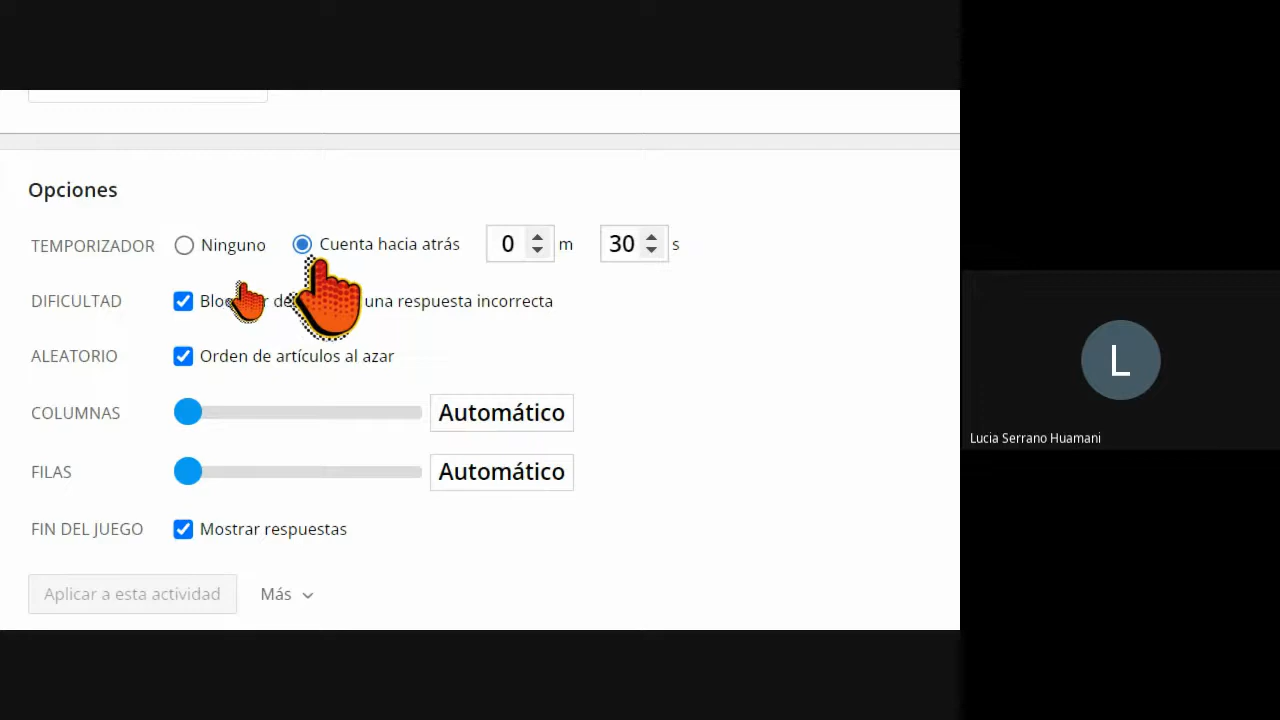 Opciones
TEMPORIZADOR Ninguno Cuenta hacia atrás 0 m 30 s
DIFICULTAD una respuesta incorrecta
ALEATORIO Orden de artículos al azar
COLUMNAS Automático
FILAS Automático
FIN DEL JUEGO Mostrar respuestas
Aplicar a esta actividad Más
L
Lucia Serrano Huamani